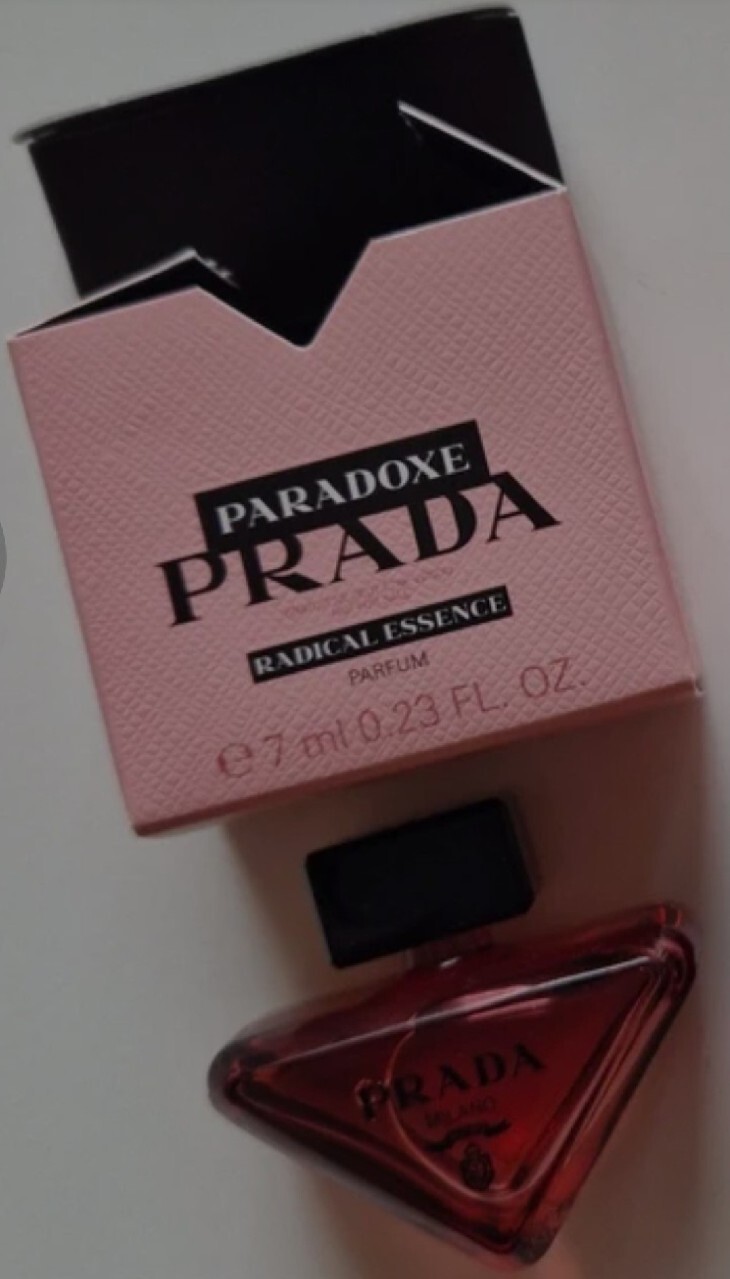 PARADOXE
PRADA
RADICAL ESSENCE
PARFUM
e 7 ml 0.23 FL. OZ.
PRADA
MILANO